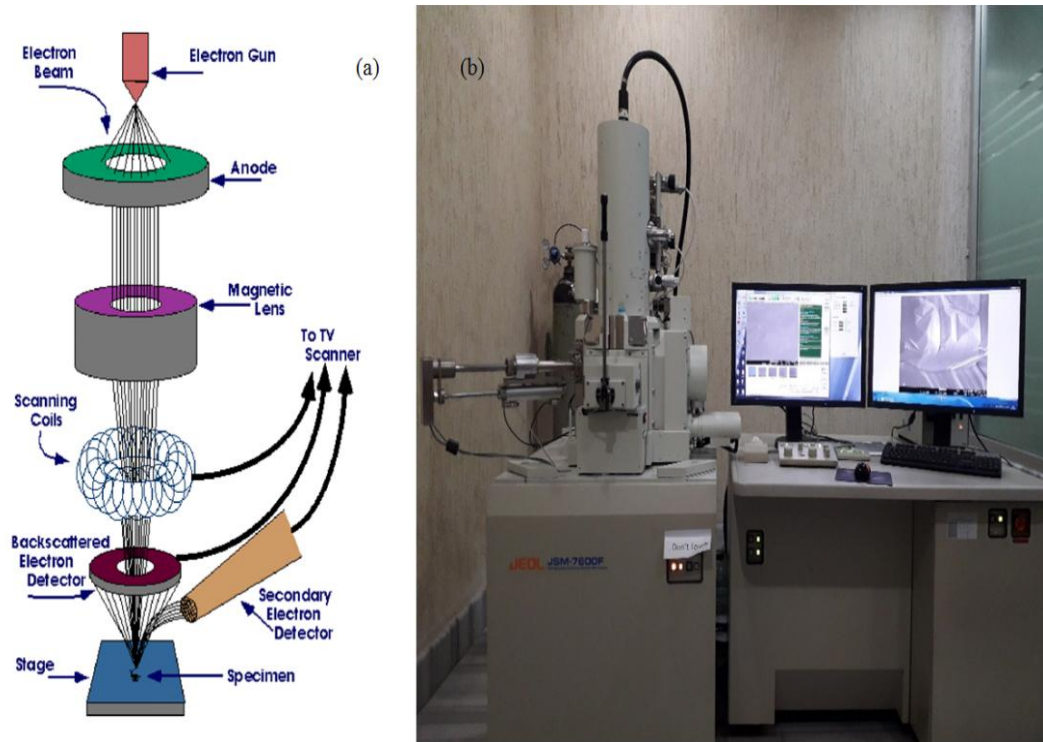 Electron
Beam
Electron Gun
(a)
Anode
Magnetic
Lens
To TV
Scanner
Scanning
Coils
Backscattered
Electron
Detector
Secondary
Electron
Detector
Stage
Specimen
(b)
JEOL JSM-7600F